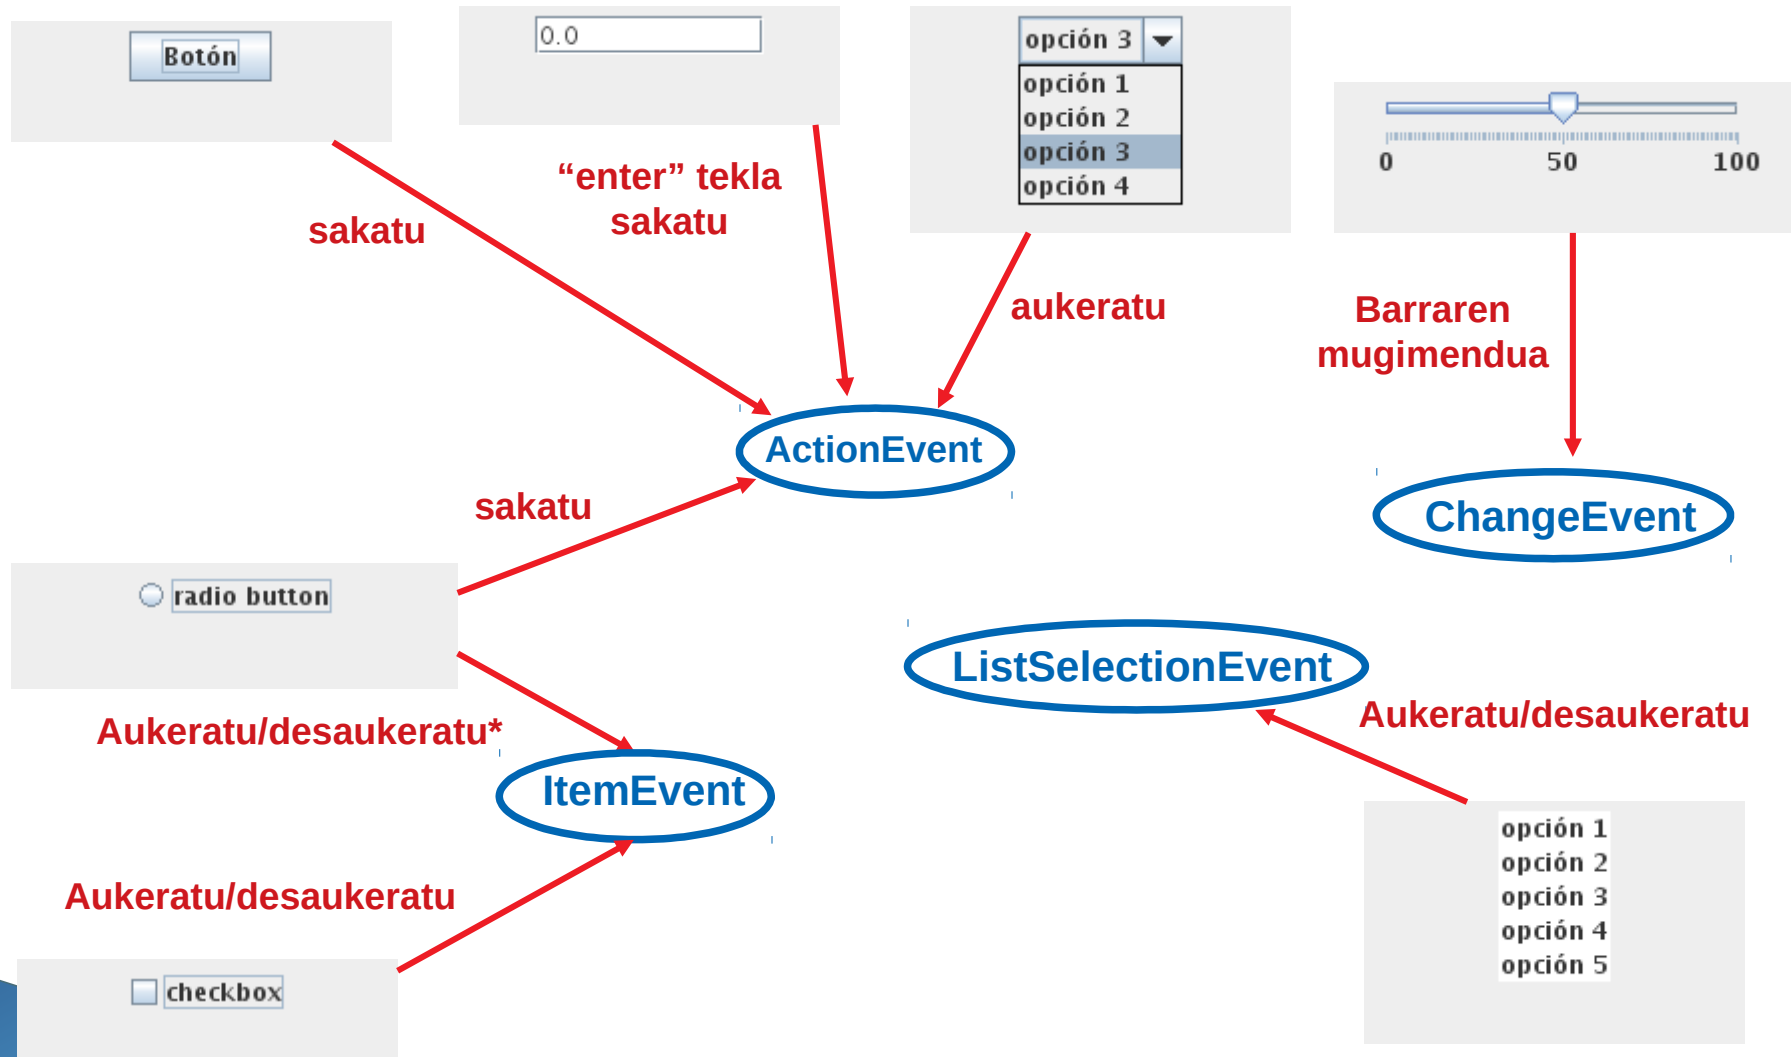 Botón
0.0
opción 3
opción 1
opción 2
opción 3
opción 4
0 50 100
“enter” tekla
sakatu
sakatu
aukeratu
Barraren
mugimendua
ActionEvent
sakatu
ChangeEvent
radio button
ListSelectionEvent
Aukeratu/desaukeratu*
Aukeratu/desaukeratu
ItemEvent
Aukeratu/desaukeratu
opción 1
opción 2
opción 3
opción 4
opción 5
checkbox